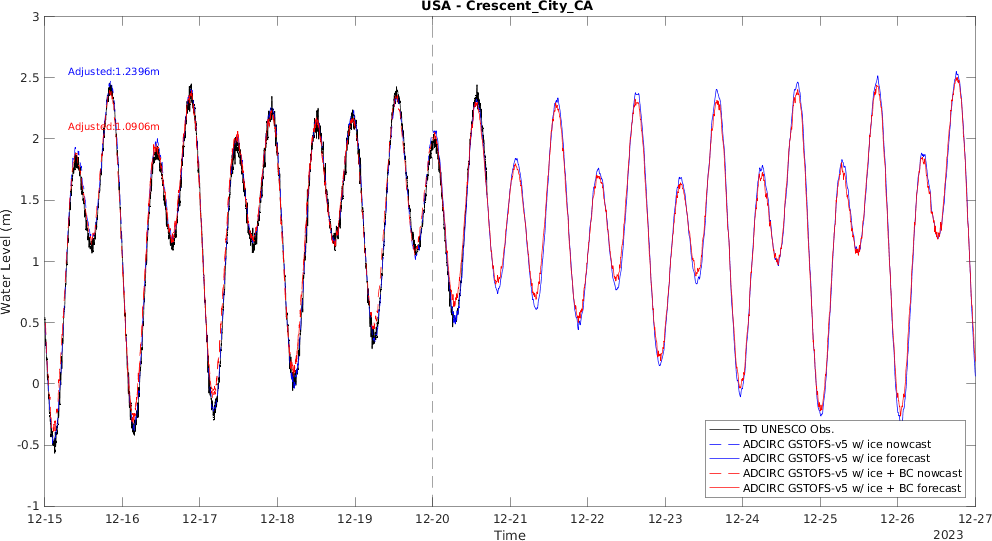 USA - Crescent_City_CA
3
2.5
2
1.5
1
0.5
0
-0.5
-1
Water Level (m)
Adjusted:1.2396m
Adjusted:1.0906m
TD UNESCO Obs.
ADCIRC GSTOFS-v5 w/ ice nowcast
ADCIRC GSTOFS-v5 w/ ice forecast
ADCIRC GSTOFS-v5 w/ ice + BC nowcast
ADCIRC GSTOFS-v5 w/ ice + BC forecast
12-15 12-16 12-17 12-18 12-19 12-20 12-21 12-22 12-23 12-24 12-25 12-26 12-27
Time
2023